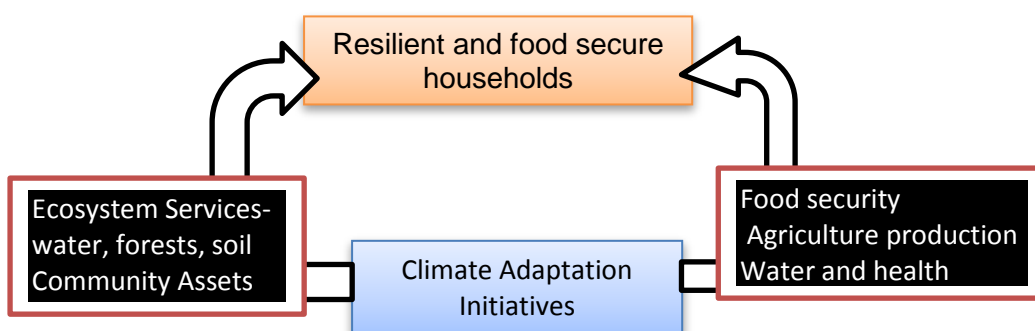 Resilient and food secure
households
Ecosystem Services-
water, forests, soil
Community Assets
Food security
Agriculture production
Water and health
Climate Adaptation
Initiatives